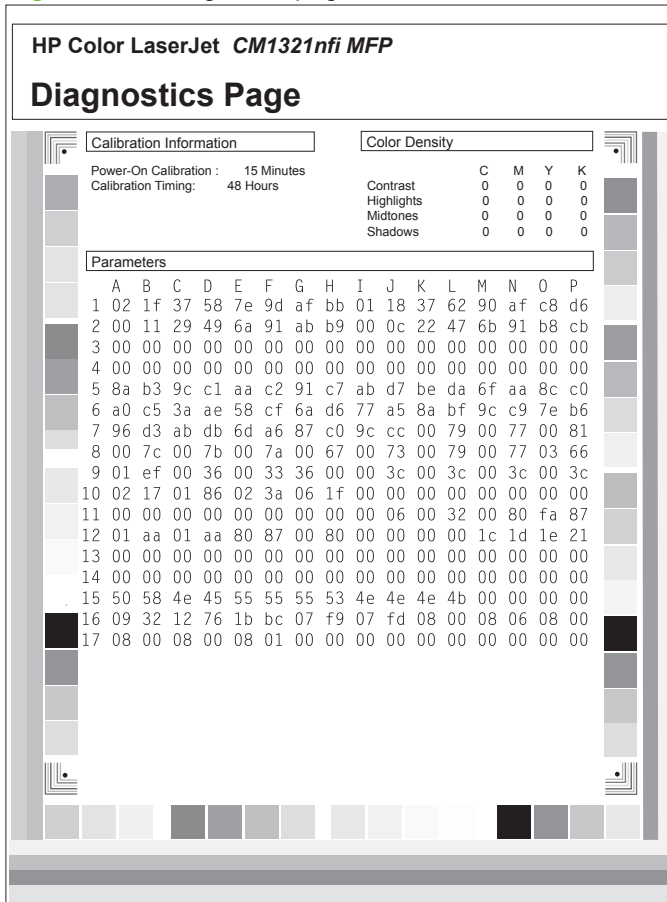 HP Color LaserJet CM1321nfi MFP
Diagnostics Page
Calibration Information
Power-On Calibration : 15 Minutes
Calibration Timing: 48 Hours
Color Density
C M Y K
Contrast 0 0 0 0
Highlights 0 0 0 0
Midtones 0 0 0 0
Shadows 0 0 0 0
Parameters
A B C D E F G H I J K L M N O P
1 02 1f 37 58 7e 9d af bb 01 18 37 62 90 af c8 d6
2 00 11 29 49 6a 91 ab b9 00 0c 22 47 6b 91 b8 cb
3 00 00 00 00 00 00 00 00 00 00 00 00 00 00 00 00
4 00 00 00 00 00 00 00 00 00 00 00 00 00 00 00 00
5 8a b3 9c c1 aa c2 91 c7 ab d7 be da 6f aa 8c c0
6 a0 c5 3a ae 58 cf 6a d6 77 a5 8a bf 9c c9 7e b6
7 96 d3 ab db 6d a6 87 c0 9c cc 00 79 00 77 00 81
8 00 7c 00 7b 00 7a 00 67 00 73 00 79 00 77 03 66
9 01 ef 00 36 00 33 36 00 00 3c 00 3c 00 3c 00 3c
10 02 17 01 86 02 3a 06 1f 00 00 00 00 00 00 00 00
11 00 00 00 00 00 00 00 00 00 06 00 32 00 80 fa 87
12 01 aa 01 aa 80 87 00 80 00 00 00 00 1c 1d 1e 21
13 00 00 00 00 00 00 00 00 00 00 00 00 00 00 00 00
14 00 00 00 00 00 00 00 00 00 00 00 00 00 00 00 00
15 50 58 4e 45 55 55 55 53 4e 4e 4e 4b 00 00 00 00
16 09 32 12 76 1b bc 07 f9 07 fd 08 00 08 06 08 00
17 08 00 08 00 08 01 00 00 00 00 00 00 00 00 00 00